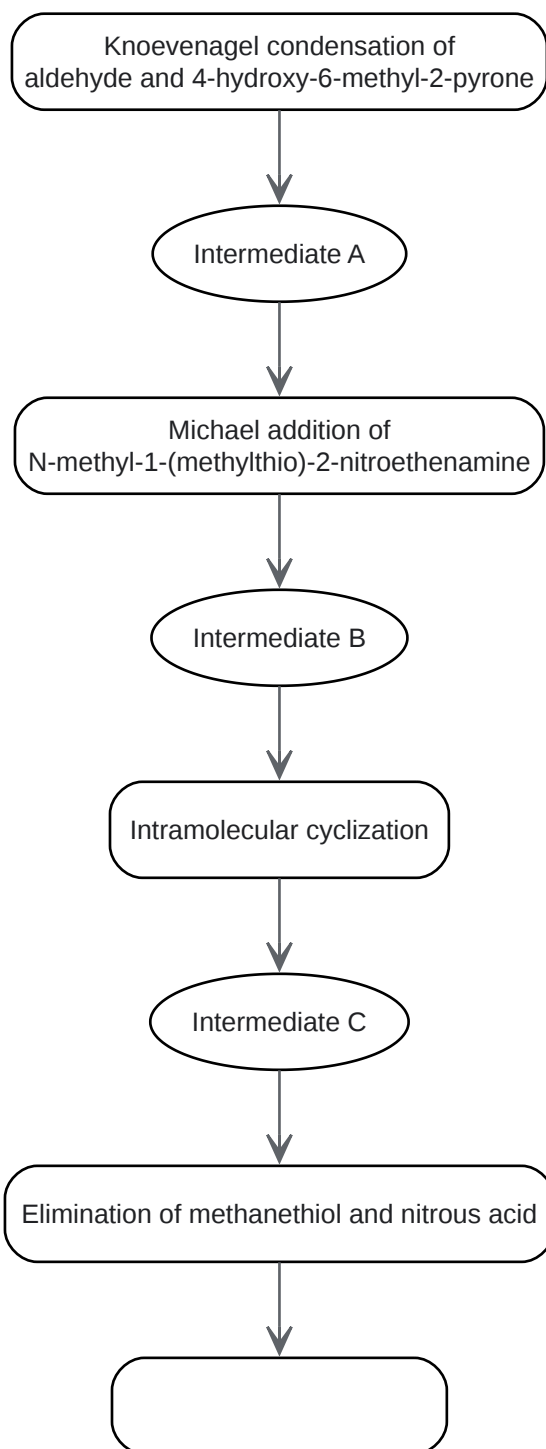 Knoevenagel condensation of
aldehyde and 4-hydroxy-6-methyl-2-pyrone
Intermediate A
Michael addition of
N-methyl-1-(methylthio)-2-nitroethenamine
Intermediate B
Intramolecular cyclization
Intermediate C
Elimination of methanethiol and nitrous acid